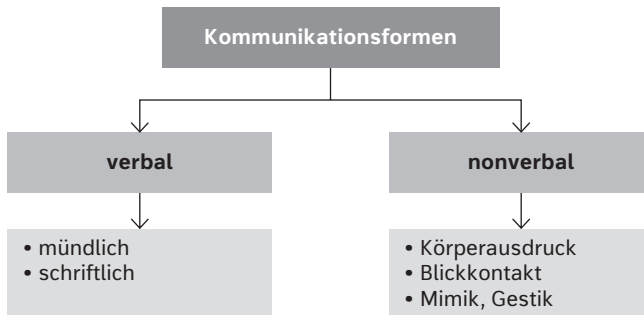 Kommunikationsformen
verbal
nonverbal
• mündlich
• schriftlich
• Körperausdruck
• Blickkontakt
• Mimik, Gestik